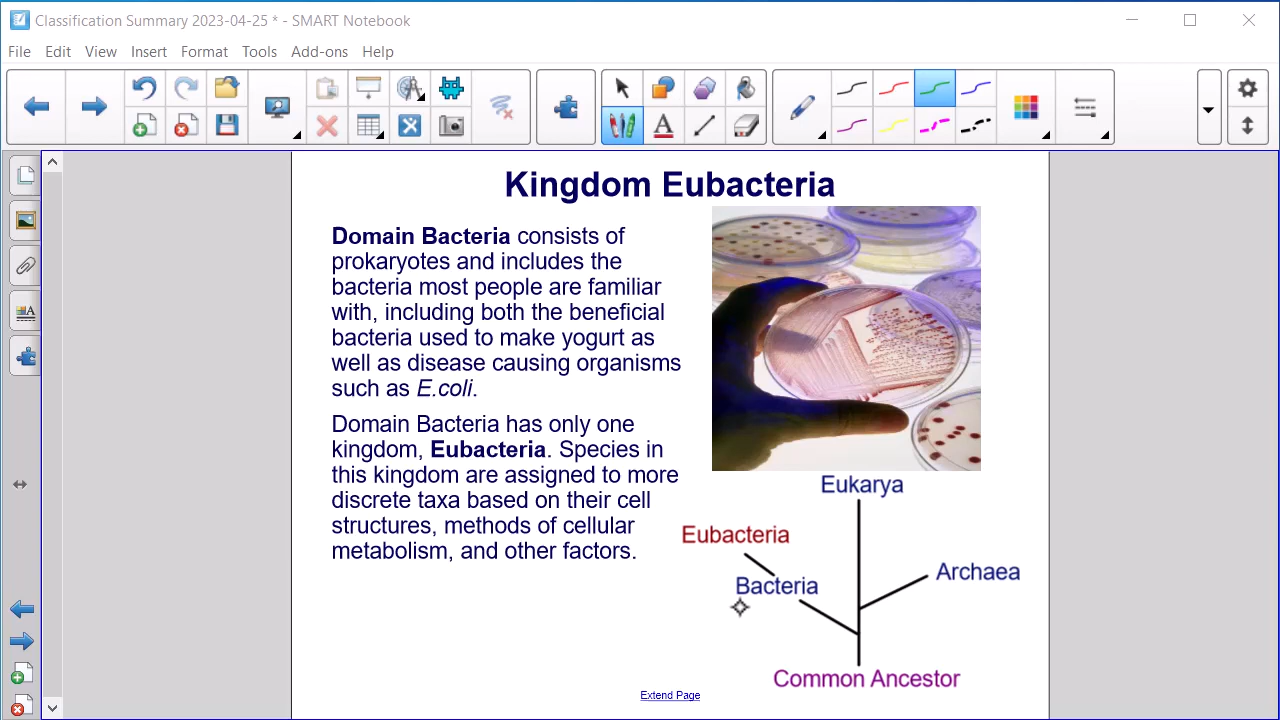 Classification Summary 2023-04-25 * - SMART Notebook
File Edit View Insert Format Tools Add-ons Help
Kingdom Eubacteria
Domain Bacteria consists of
prokaryotes and includes the
bacteria most people are familiar
with, including both the beneficial
bacteria used to make yogurt as
well as disease causing organisms
such as E.coli.
Domain Bacteria has only one
kingdom, Eubacteria. Species in
this kingdom are assigned to more
discrete taxa based on their cell
structures, methods of cellular
metabolism, and other factors.
Eukarya
Eubacteria
Archaea
Bacteria
Common Ancestor
Extend Page